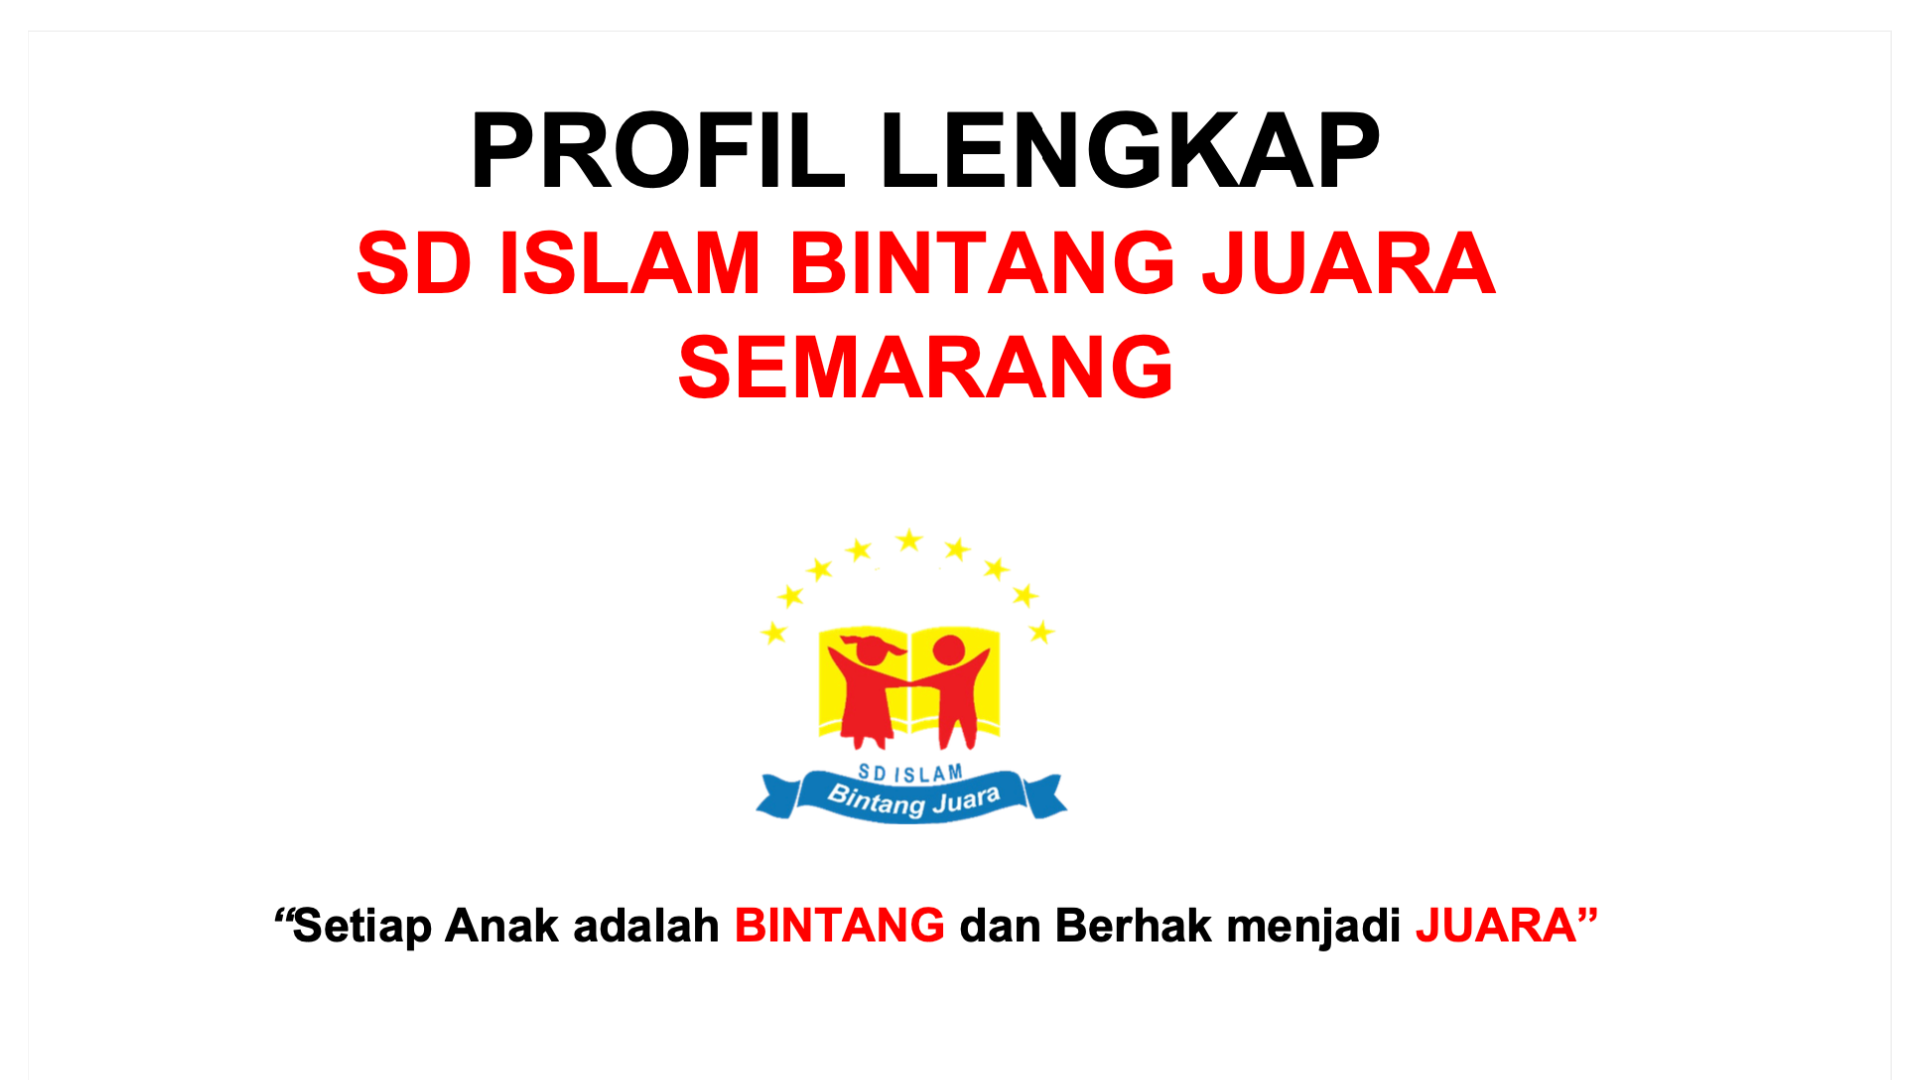 PROFIL LENGKAP
SD ISLAM BINTANG JUARA
SEMARANG
SD ISLAM
Bintang Juara
“Setiap Anak adalah BINTANG dan Berhak menjadi JUARA”